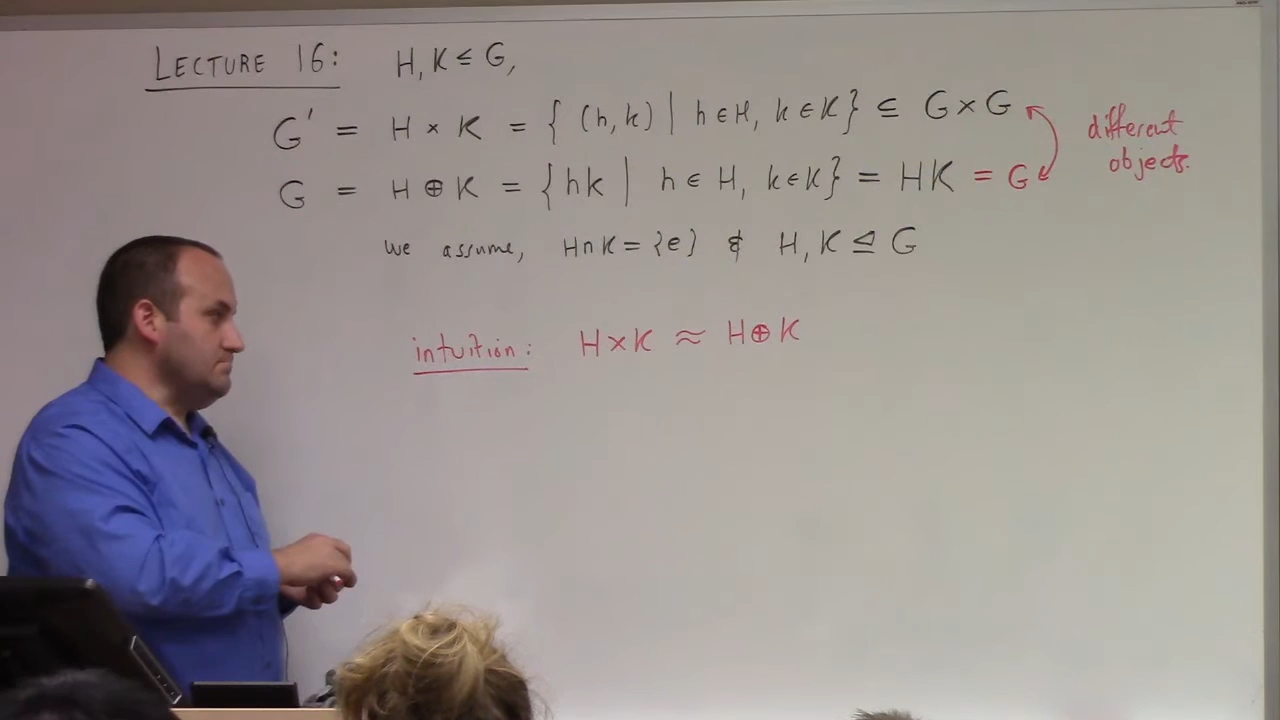 LECTURE 16: H, K ≤ G,
G' = H × K = { (h,k) | h∈H, k∈K} ⊆ G×G
G = H ⊕ K = {hk | h∈H, k∈K} = HK = G
different
objects.
We assume, H∩K = {e} & H, K ⊴ G
intuition: H×K ≈ H⊕K